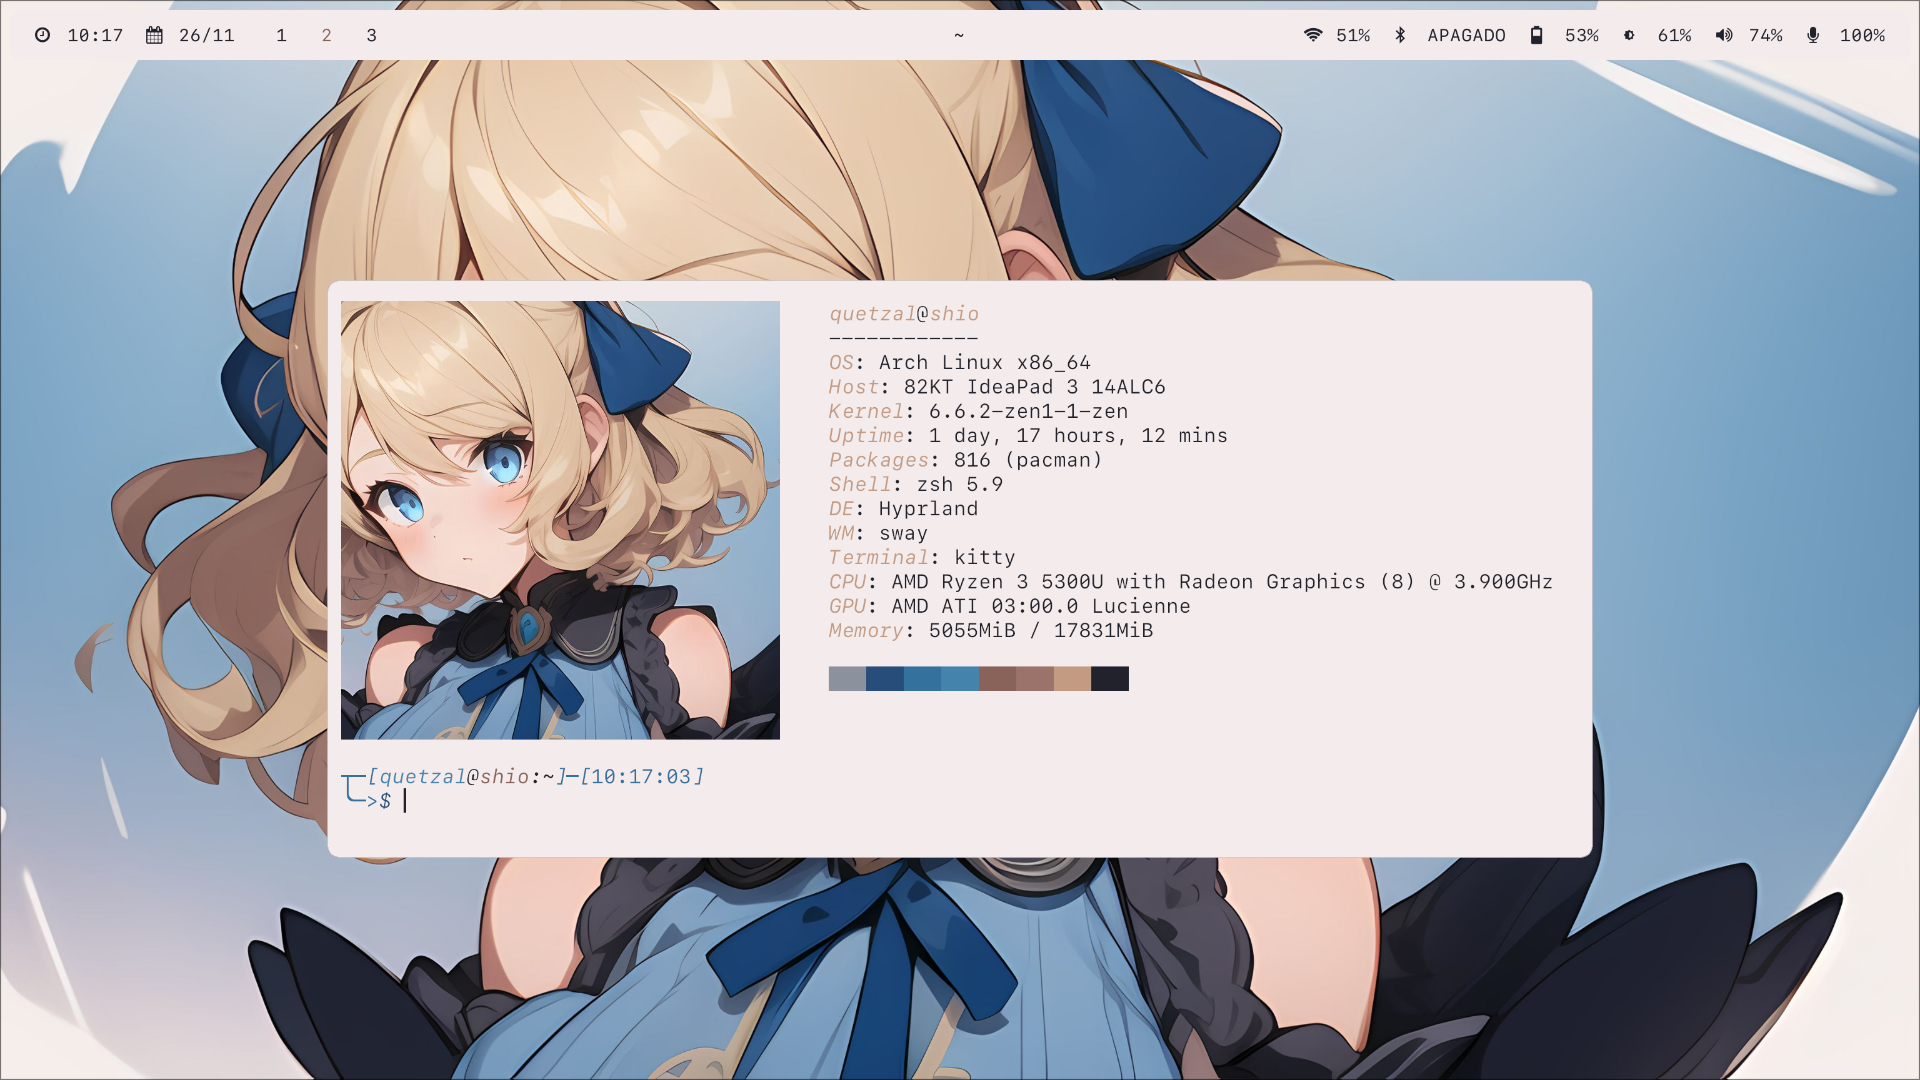 10:17 26/11 1 2 3 ~ 51% APAGADO 53% 61% 74% 100%
quetzal@shio
------------
OS: Arch Linux x86_64
Host: 82KT IdeaPad 3 14ALC6
Kernel: 6.6.2-zen1-1-zen
Uptime: 1 day, 17 hours, 12 mins
Packages: 816 (pacman)
Shell: zsh 5.9
DE: Hyprland
WM: sway
Terminal: kitty
CPU: AMD Ryzen 3 5300U with Radeon Graphics (8) @ 3.900GHz
GPU: AMD ATI 03:00.0 Lucienne
Memory: 5055MiB / 17831MiB
┬─[quetzal@shio:~]─[10:17:03]
╰─>$